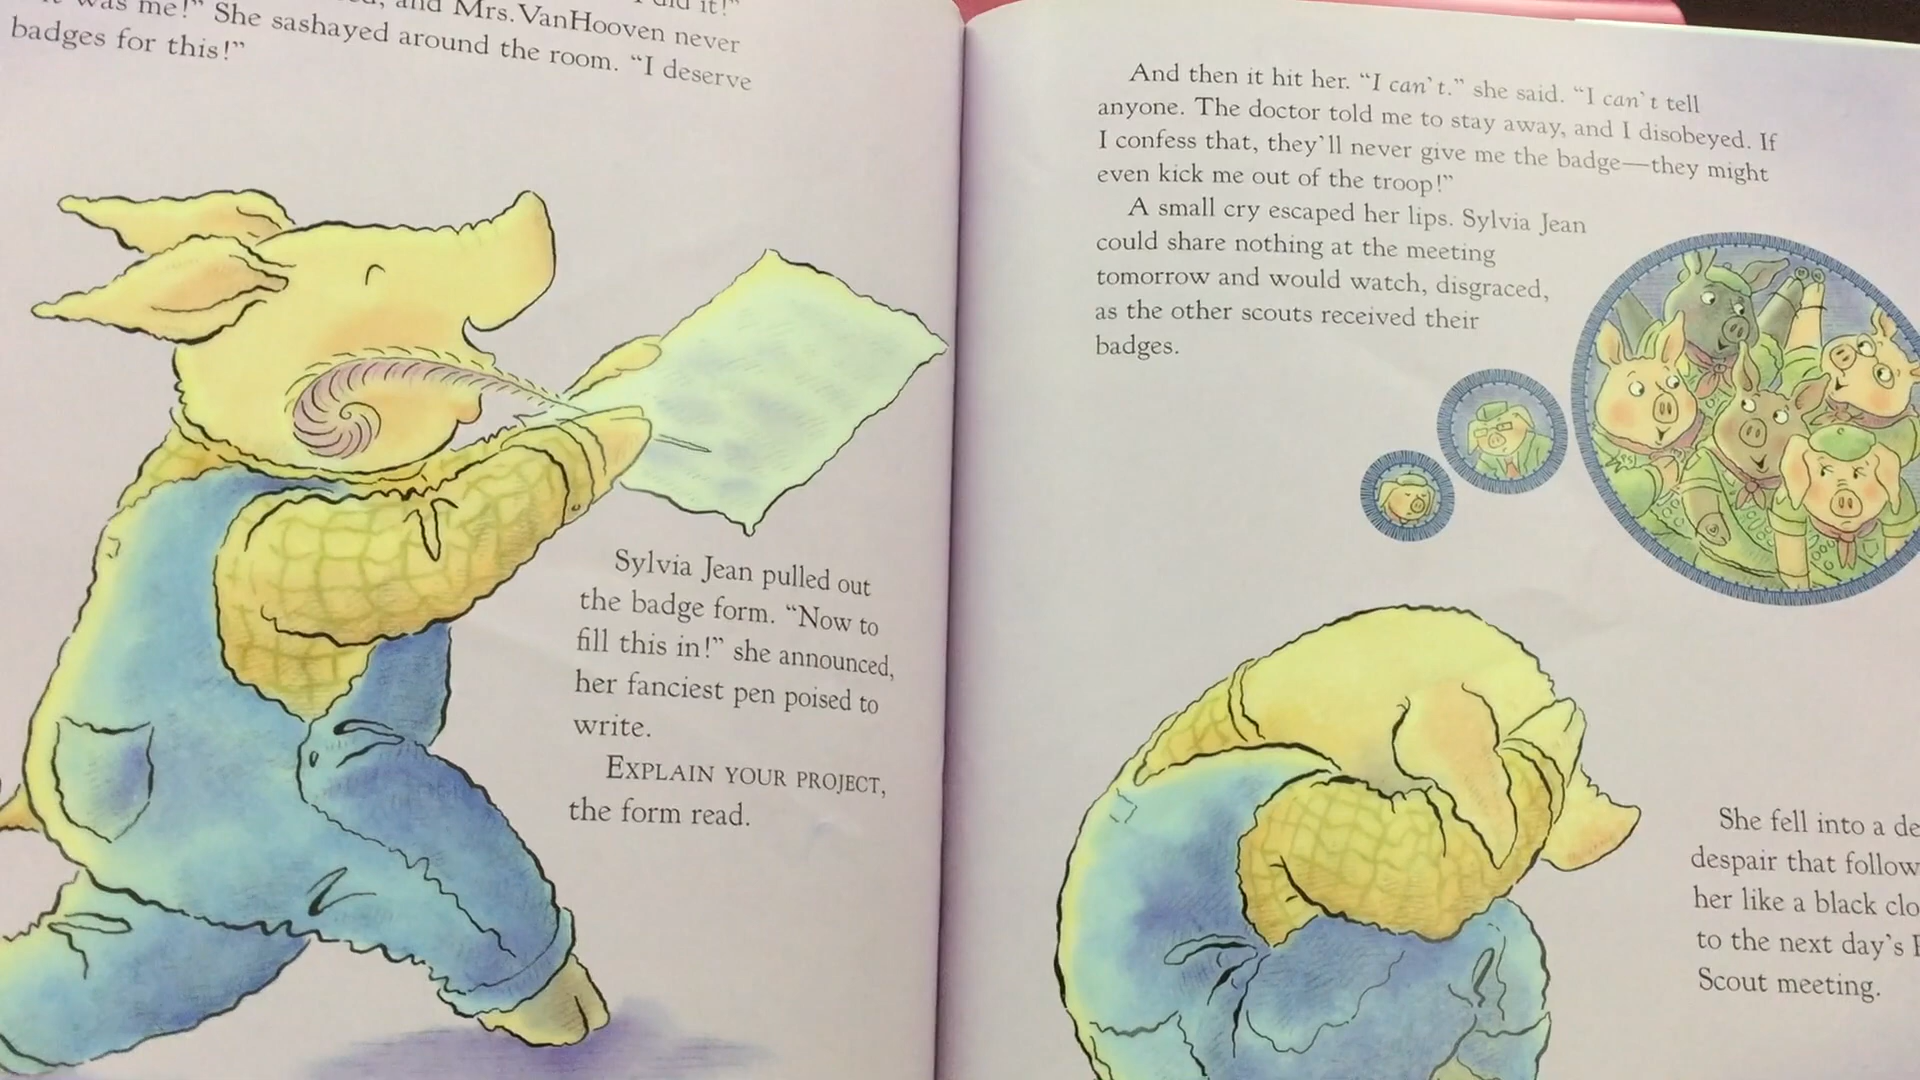 was me!” She sashayed around the room. “I deserve
and Mrs. VanHooven never
badges for this!”
Sylvia Jean pulled out
the badge form. “Now to
fill this in!” she announced,
her fanciest pen poised to
write.
EXPLAIN YOUR PROJECT,
the form read.
And then it hit her. “I can’t.” she said. “I can’t tell
anyone. The doctor told me to stay away, and I disobeyed. If
I confess that, they’ll never give me the badge—they might
even kick me out of the troop!”
A small cry escaped her lips. Sylvia Jean
could share nothing at the meeting
tomorrow and would watch, disgraced,
as the other scouts received their
badges.
She fell into a
despair that
her like a black
to the next day’s
Scout meeting.